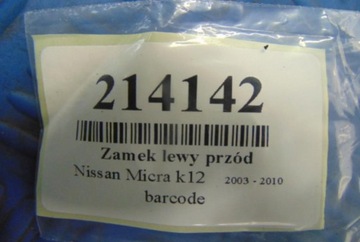 214142
Zamek lewy przód
Nissan Micra k12 2003 - 2010
barcode